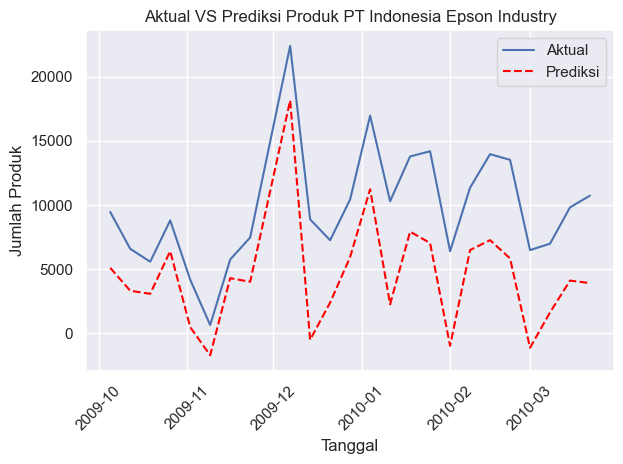 Aktual VS Prediksi Produk PT Indonesia Epson Industry
Aktual
Prediksi
Jumlah Produk
20000
15000
10000
5000
0
2009-10
2009-11
2009-12
2010-01
2010-02
2010-03
Tanggal